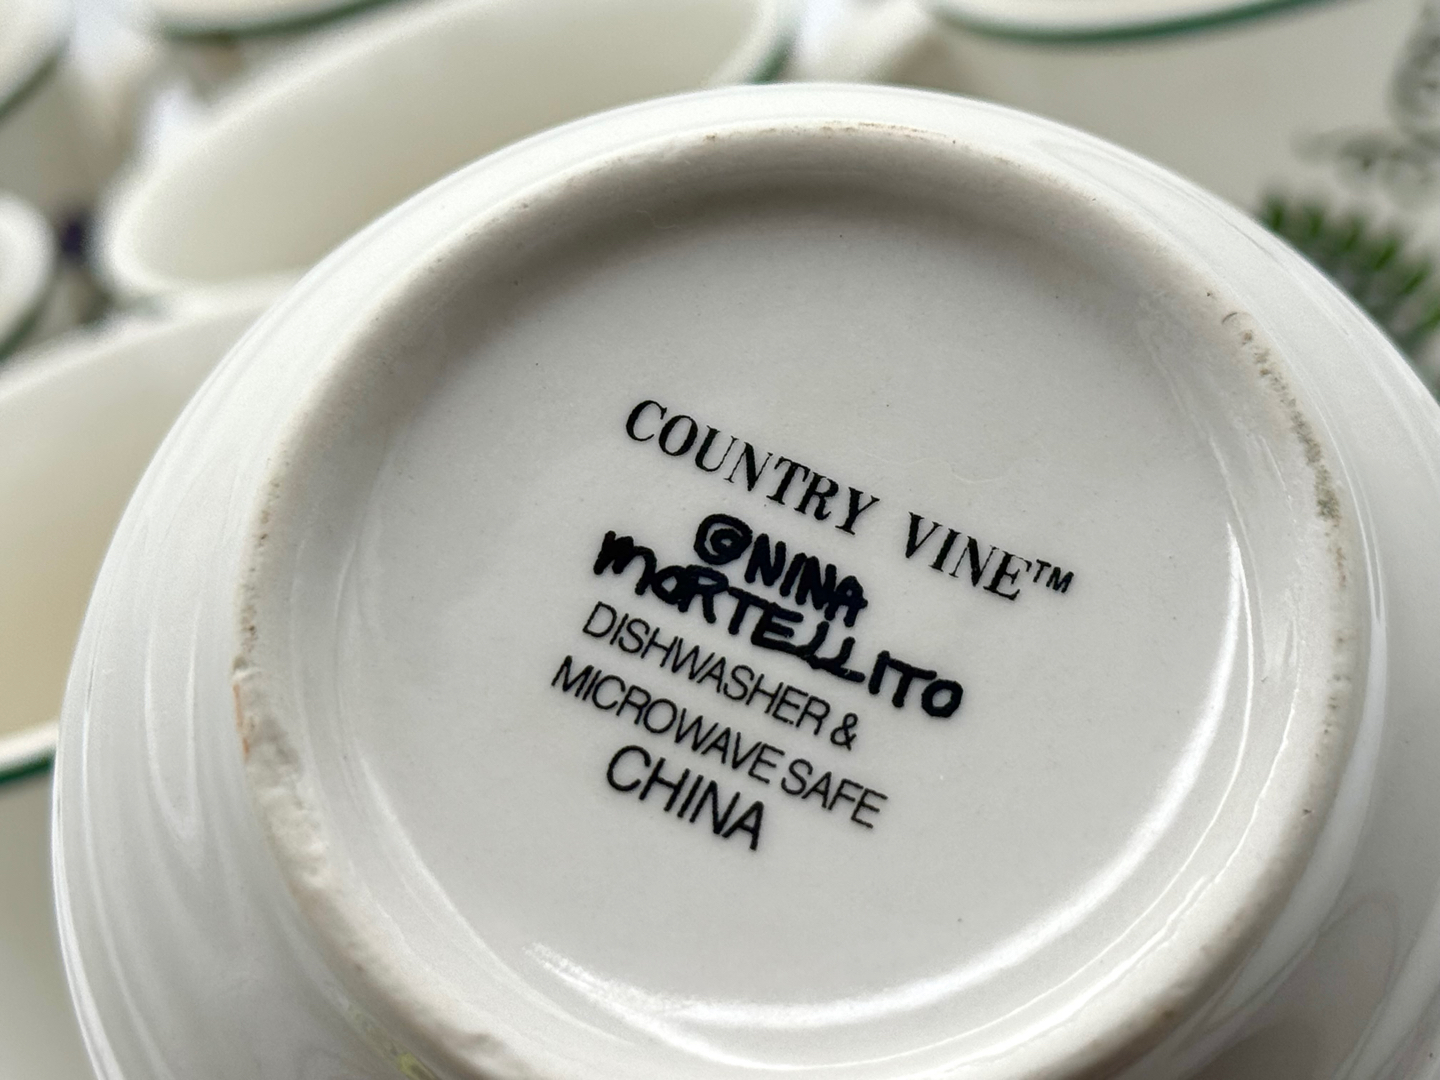 COUNTRY VINE™
©NINA
MORTELLITO
DISHWASHER &
MICROWAVE SAFE
CHINA